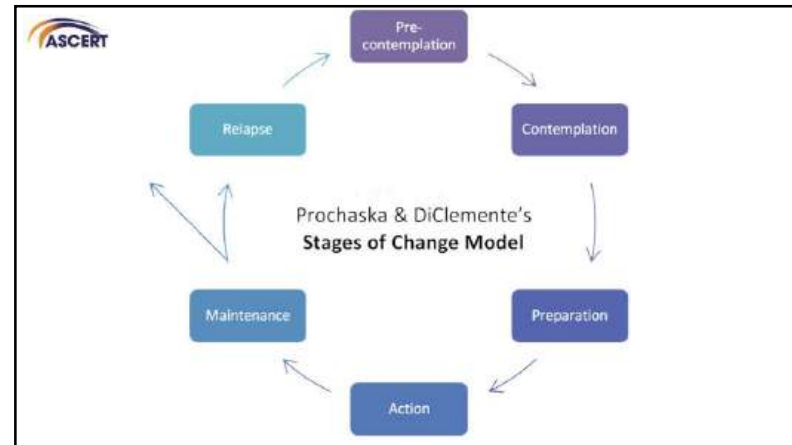 ASCERT
Pre-
contemplation
Contemplation
Preparation
Action
Maintenance
Relapse
Prochaska & DiClemente's
Stages of Change Model